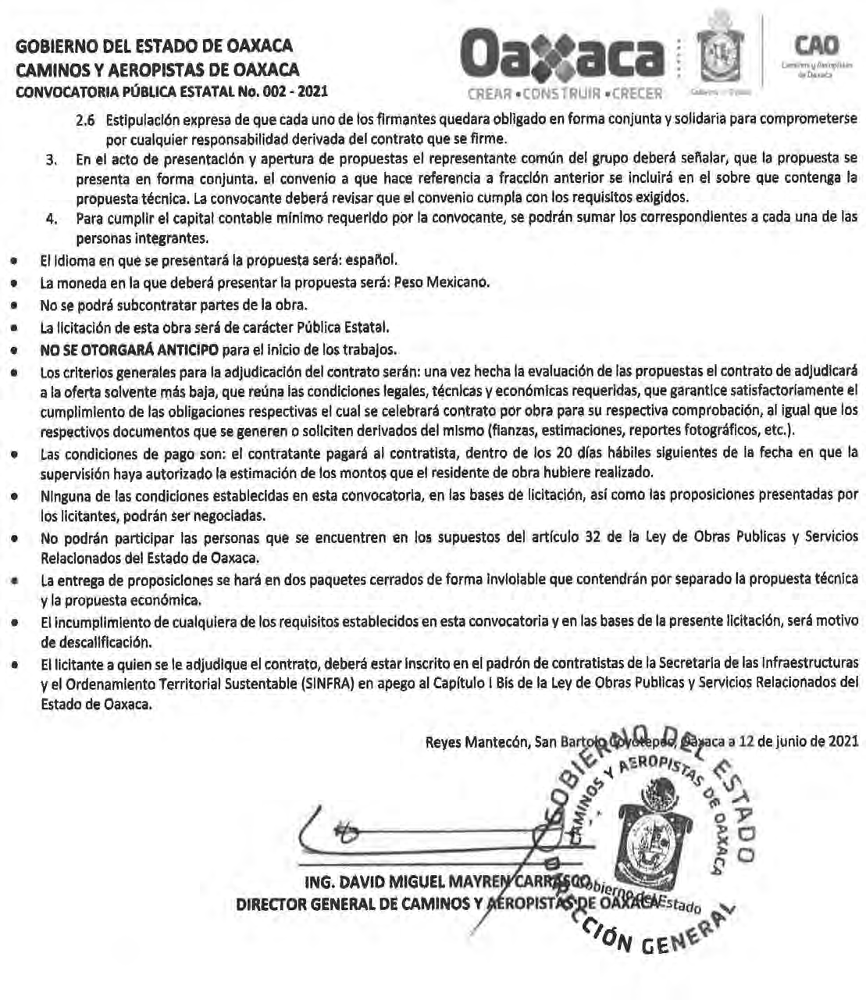 GOBIERNO DEL ESTADO DE OAXACA
CAMINOS Y AEROPISTAS DE OAXACA
CONVOCATORIA PÚBLICA ESTATAL No. 002 - 2021
Oaxaca
CREAR • CONSTRUIR • CRECER
CAO
Caminos y Aeropistas
de Oaxaca
2.6 Estipulación expresa de que cada uno de los firmantes quedara obligado en forma conjunta y solidaria para comprometerse
por cualquier responsabilidad derivada del contrato que se firme.
3. En el acto de presentación y apertura de propuestas el representante común del grupo deberá señalar, que la propuesta se
presenta en forma conjunta. el convenio a que hace referencia a fracción anterior se incluirá en el sobre que contenga la
propuesta técnica. La convocante deberá revisar que el convenio cumpla con los requisitos exigidos.
4. Para cumplir el capital contable mínimo requerido por la convocante, se podrán sumar los correspondientes a cada una de las
personas integrantes.
• El idioma en que se presentará la propuesta será: español.
• La moneda en la que deberá presentar la propuesta será: Peso Mexicano.
• No se podrá subcontratar partes de la obra.
• La licitación de esta obra será de carácter Pública Estatal.
• NO SE OTORGARÁ ANTICIPO para el inicio de los trabajos.
• Los criterios generales para la adjudicación del contrato serán: una vez hecha la evaluación de las propuestas el contrato de adjudicará
a la oferta solvente más baja, que reúna las condiciones legales, técnicas y económicas requeridas, que garantice satisfactoriamente el
cumplimiento de las obligaciones respectivas el cual se celebrará contrato por obra para su respectiva comprobación, al igual que los
respectivos documentos que se generen o soliciten derivados del mismo (fianzas, estimaciones, reportes fotográficos, etc.).
• Las condiciones de pago son: el contratante pagará al contratista, dentro de los 20 días hábiles siguientes de la fecha en que la
supervisión haya autorizado la estimación de los montos que el residente de obra hubiere realizado.
• Ninguna de las condiciones establecidas en esta convocatoria, en las bases de licitación, así como las proposiciones presentadas por
los licitantes, podrán ser negociadas.
• No podrán participar las personas que se encuentren en los supuestos del artículo 32 de la Ley de Obras Publicas y Servicios
Relacionados del Estado de Oaxaca.
• La entrega de proposiciones se hará en dos paquetes cerrados de forma inviolable que contendrán por separado la propuesta técnica
y la propuesta económica.
• El incumplimiento de cualquiera de los requisitos establecidos en esta convocatoria y en las bases de la presente licitación, será motivo
de descalificación.
• El licitante a quien se le adjudique el contrato, deberá estar inscrito en el padrón de contratistas de la Secretaria de las Infraestructuras
y el Ordenamiento Territorial Sustentable (SINFRA) en apego al Capítulo I Bis de la Ley de Obras Publicas y Servicios Relacionados del
Estado de Oaxaca.
Reyes Mantecón, San Bartolo Coyotepec, Oaxaca a 12 de junio de 2021
GOBIERNO DEL ESTADO
CAMINOS Y AEROPISTAS DE OAXACA
Gobierno del Estado
DIRECCIÓN GENERAL
ING. DAVID MIGUEL MAYREN CARRASCO
DIRECTOR GENERAL DE CAMINOS Y AEROPISTAS DE OAXACA